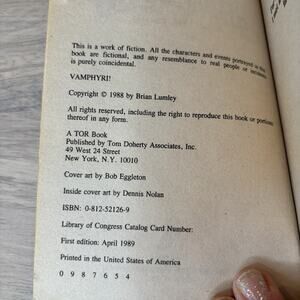 This is a work of fiction. All the characters and events portrayed in this
book are fictional, and any resemblance to real people or incidents
is purely coincidental.
VAMPHYRI!
Copyright © 1988 by Brian Lumley
All rights reserved, including the right to reproduce this book or portions
thereof in any form.
A TOR Book
Published by Tom Doherty Associates, Inc.
49 West 24 Street
New York, N.Y. 10010
Cover art by Bob Eggleton
Inside cover art by Dennis Nolan
ISBN: 0-812-52126-9
Library of Congress Catalog Card Number:
First edition: April 1989
Printed in the United States of America
0 9 8 7 6 5 4